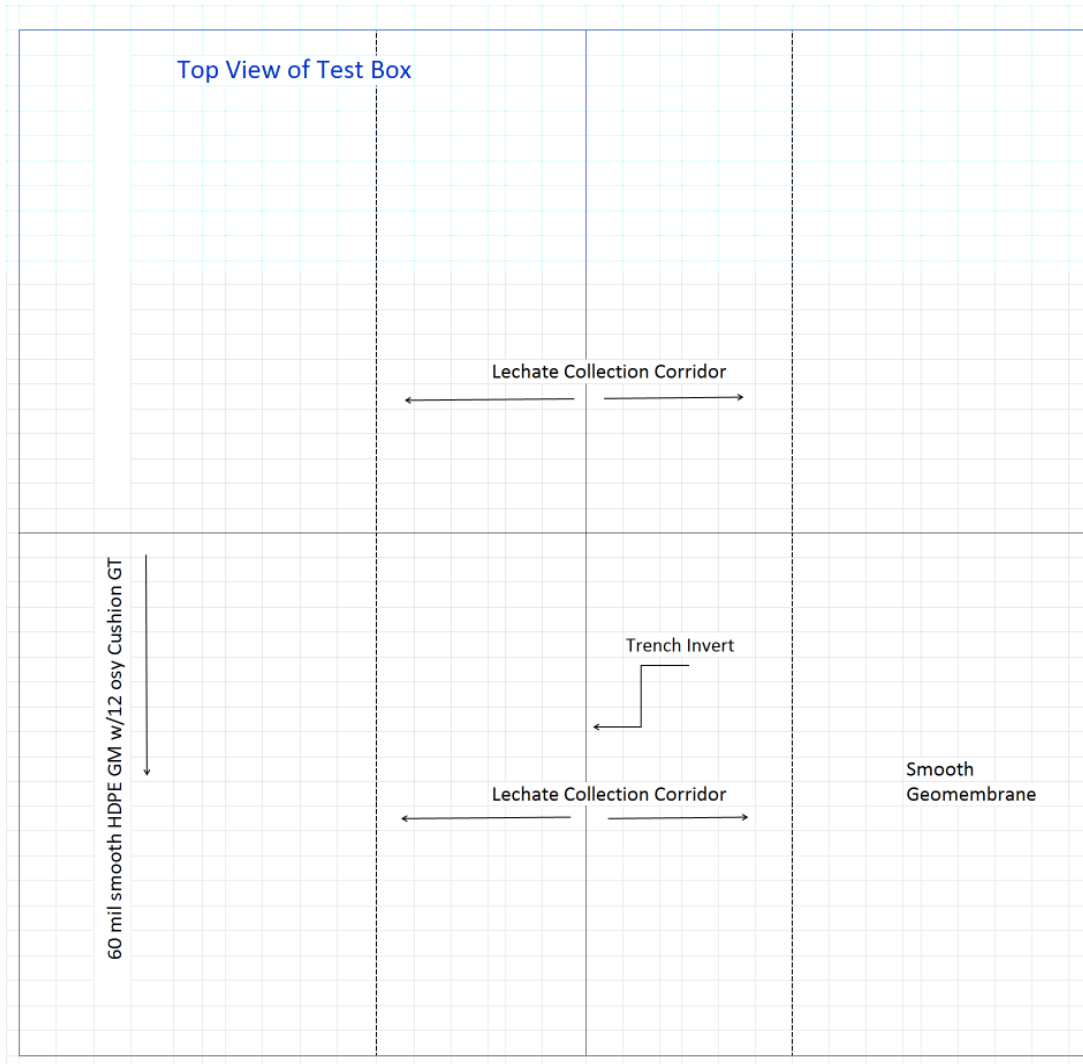 Top View of Test Box
Lechate Collection Corridor
60 mil smooth HDPE GM w/12 osy Cushion GT
Trench Invert
Smooth
Geomembrane
Lechate Collection Corridor